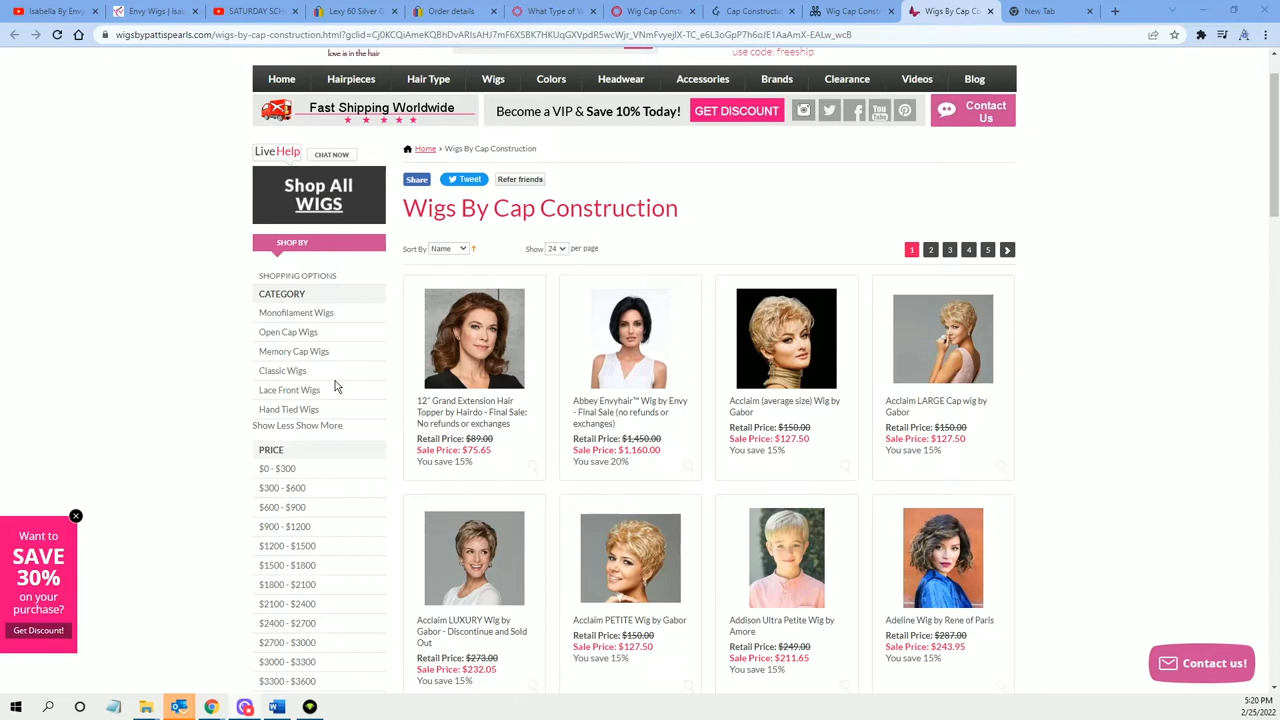 Isabella By Envy
Envy Wigs | Isab
SATURDAY SCH
Lexy 60 Silver C
Order details
What Type of W
Wig Cap Constr
Cap Construction
Wig Cap Constr
Wigs By Cap Con
New Tab
wigsbypattispearls.com/wigs-by-cap-construction.html?gclid=
love is in the hair
use code: freeship
Home
Hairpieces
Hair Type
Wigs
Colors
Headwear
Accessories
Brands
Clearance
Videos
Blog
Fast Shipping Worldwide
Become a VIP & Save 10% Today!
GET DISCOUNT
You Tube
Contact
Us
LiveHelp
CHAT NOW
Home › Wigs By Cap Construction
Shop All
WIGS
Share
Tweet
Refer friends
Wigs By Cap Construction
SHOP BY
Sort By Name
Show 24 per page
1 2 3 4 5
SHOPPING OPTIONS
CATEGORY
Monofilament Wigs
Open Cap Wigs
Memory Cap Wigs
Classic Wigs
Lace Front Wigs
Hand Tied Wigs
Show Less Show More
PRICE
$0 - $300
$300 - $600
$600 - $900
$900 - $1200
$1200 - $1500
$1500 - $1800
$1800 - $2100
$2100 - $2400
$2400 - $2700
$2700 - $3000
$3000 - $3300
$3300 - $3600
12" Grand Extension Hair
Topper by Hairdo - Final Sale:
No refunds or exchanges
Retail Price: $89.00
Sale Price: $75.65
You save 15%
Abbey Envyhair™ Wig by Envy
- Final Sale (no refunds or
exchanges)
Retail Price: $1,450.00
Sale Price: $1,160.00
You save 20%
Acclaim (average size) Wig by
Gabor
Retail Price: $150.00
Sale Price: $127.50
You save 15%
Acclaim LARGE Cap wig by
Gabor
Retail Price: $150.00
Sale Price: $127.50
You save 15%
Acclaim LUXURY Wig by
Gabor - Discontinue and Sold
Out
Retail Price: $273.00
Sale Price: $232.05
You save 15%
Acclaim PETITE Wig by Gabor
Retail Price: $150.00
Sale Price: $127.50
You save 15%
Addison Ultra Petite Wig by
Amore
Retail Price: $249.00
Sale Price: $211.65
You save 15%
Adeline Wig by Rene of Paris
Retail Price: $287.00
Sale Price: $243.95
You save 15%
Want to
SAVE
30%
on your
purchase?
Get Discount!
Contact us!
5:20 PM
2/25/2022